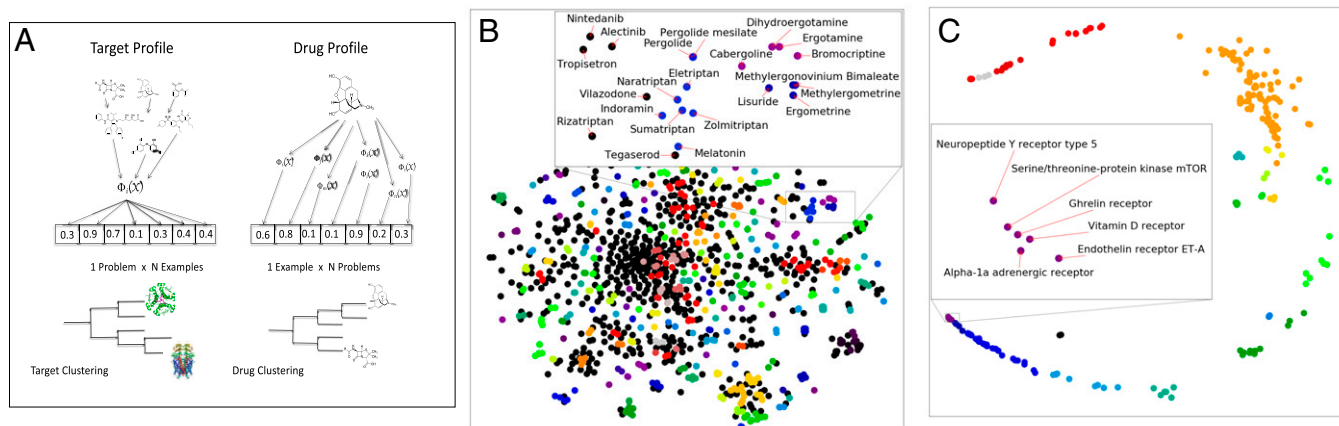 A
Target Profile
Drug Profile
0.3 0.9 0.7 0.1 0.3 0.4 0.4
0.6 0.8 0.1 0.1 0.9 0.2 0.3
1 Problem x N Examples
1 Example x N Problems
Target Clustering
Drug Clustering
B
Nintedanib
Alectinib
Tropisetron
Pergolide mesilate
Pergolide
Dihydroergotamine
Ergotamine
Cabergoline
Bromocriptine
Eletriptan
Naratriptan
Methylergonovinium Bimaleate
Vilazodone
Lisuride
Methylergometrine
Indoramin
Ergometrine
Rizatriptan
Sumatriptan
Zolmitriptan
Tegaserod
Melatonin
C
Neuropeptide Y receptor type 5
Serine/threonine-protein kinase mTOR
Ghrelin receptor
Vitamin D receptor
Endothelin receptor ET-A
Alpha-1a adrenergic receptor